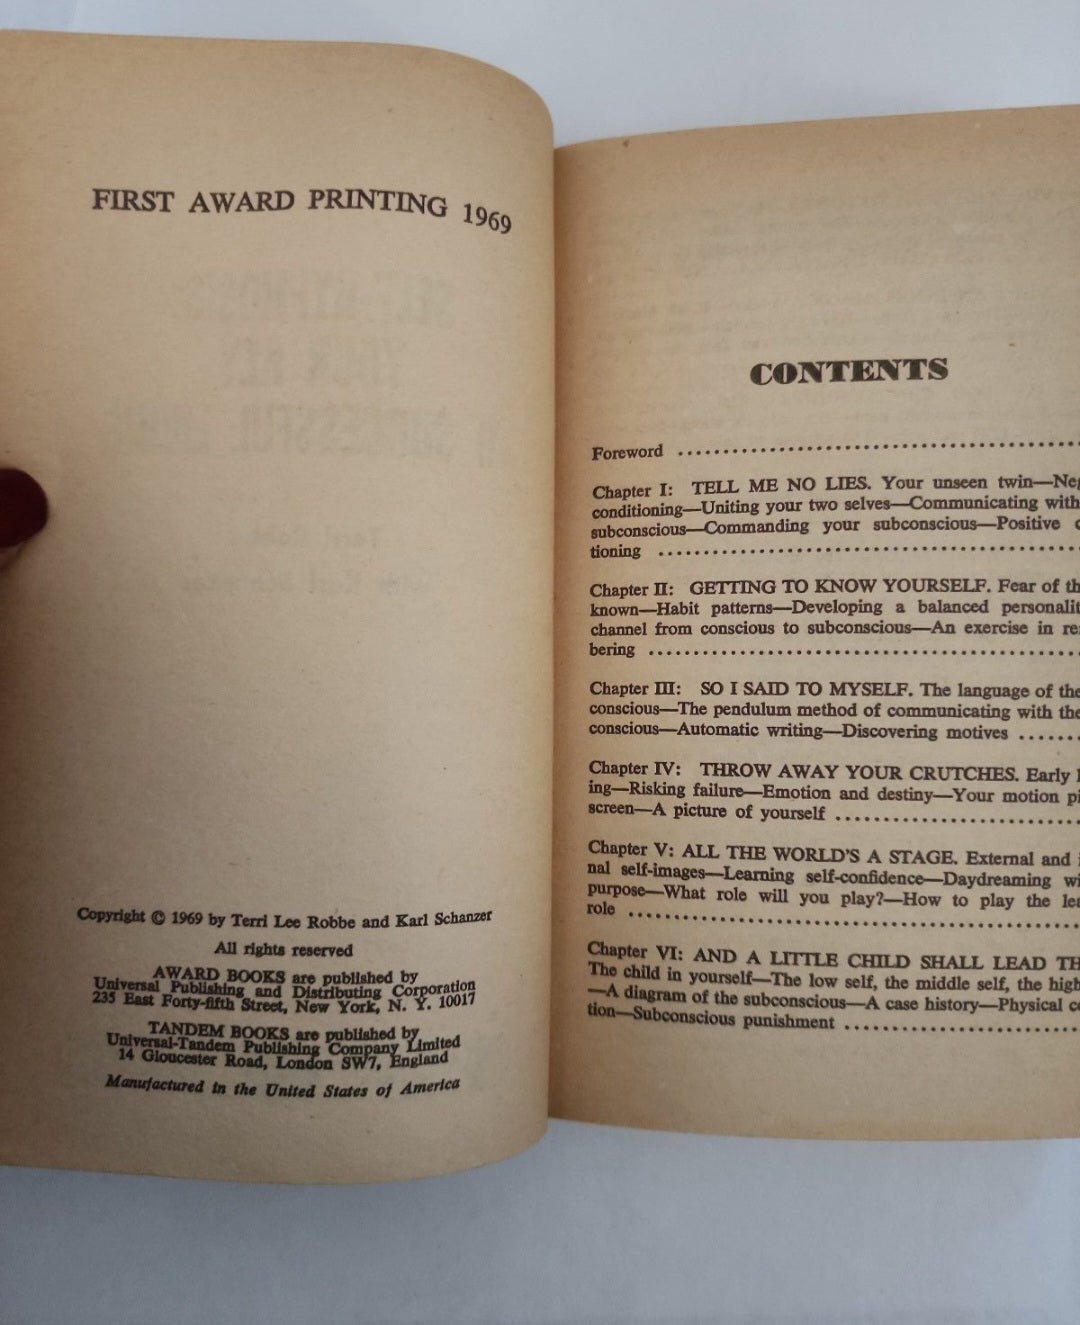 FIRST AWARD PRINTING 1969
Copyright © 1969 by Terri Lee Robbe and Karl Schanzer
All rights reserved
AWARD BOOKS are published by
Universal Publishing and Distributing Corporation
235 East Forty-fifth Street, New York, N. Y. 10017
TANDEM BOOKS are published by
Universal-Tandem Publishing Company Limited
14 Gloucester Road, London SW7, England
Manufactured in the United States of America
CONTENTS
Foreword ....................................
Chapter I: TELL ME NO LIES. Your unseen twin—Neg
conditioning—Uniting your two selves—Communicating with
subconscious—Commanding your subconscious—Positive c
tioning ....................................
Chapter II: GETTING TO KNOW YOURSELF. Fear of th
known—Habit patterns—Developing a balanced personalit
channel from conscious to subconscious—An exercise in re
bering ....................................
Chapter III: SO I SAID TO MYSELF. The language of the
conscious—The pendulum method of communicating with the
conscious—Automatic writing—Discovering motives .......
Chapter IV: THROW AWAY YOUR CRUTCHES. Early l
ing—Risking failure—Emotion and destiny—Your motion pi
screen—A picture of yourself ....................
Chapter V: ALL THE WORLD'S A STAGE. External and i
nal self-images—Learning self-confidence—Daydreaming wi
purpose—What role will you play?—How to play the lea
role ....................................
Chapter VI: AND A LITTLE CHILD SHALL LEAD TH
The child in yourself—The low self, the middle self, the high
—A diagram of the subconscious—A case history—Physical co
tion—Subconscious punishment ....................